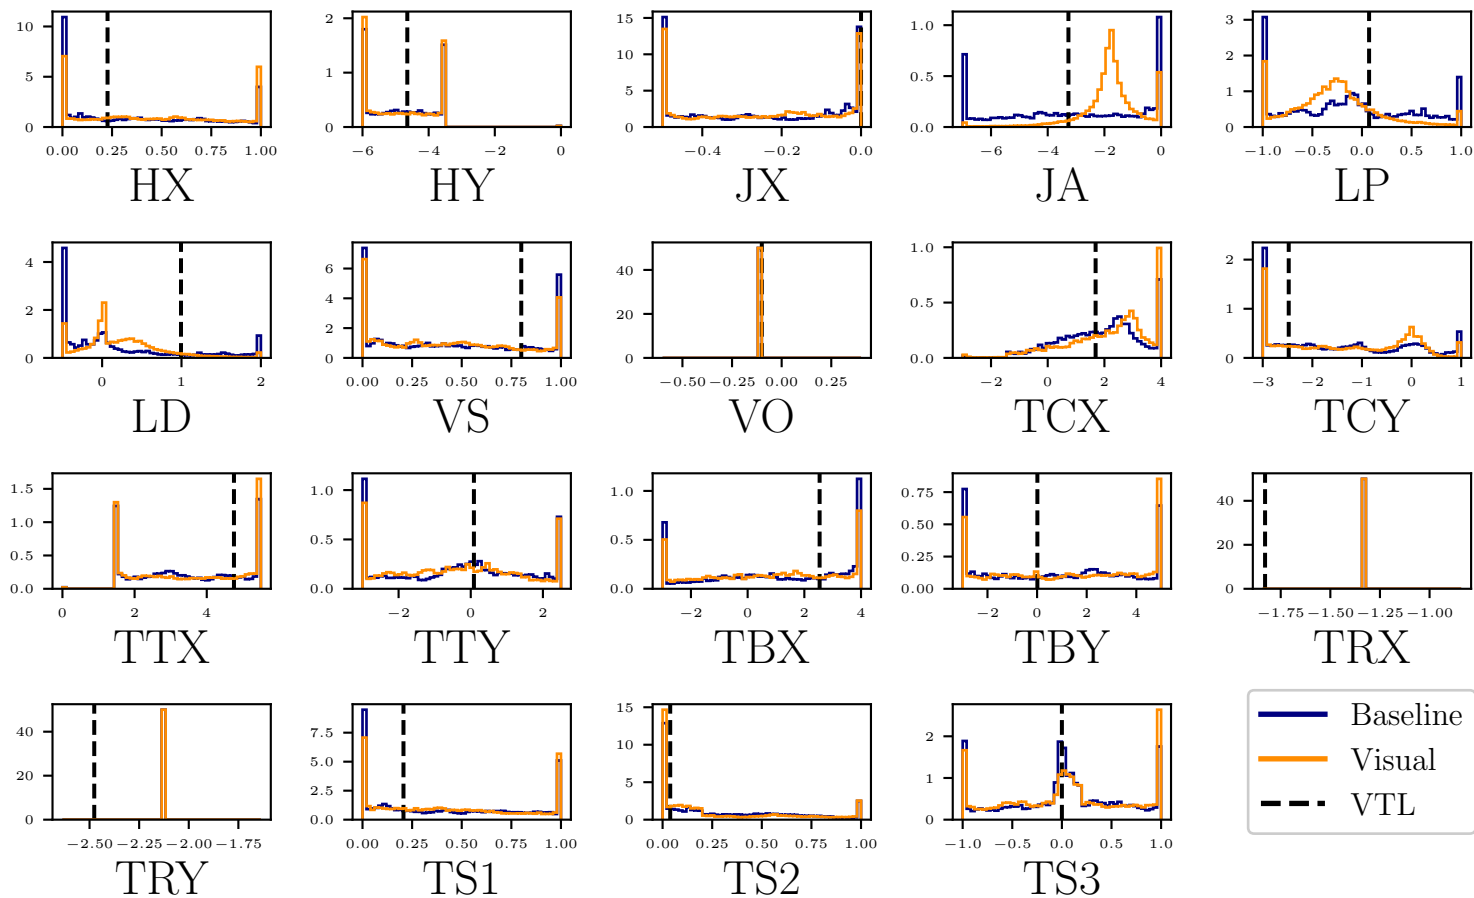 10
5
0
0.00 0.25 0.50 0.75 1.00
HX
2
1
0
−6 −4 −2 0
HY
15
10
5
0
−0.4 −0.2 0.0
JX
1.0
0.5
0.0
−6 −4 −2 0
JA
3
2
1
0
−1.0 −0.5 0.0 0.5 1.0
LP
4
2
0
0 1 2
LD
6
4
2
0
0.00 0.25 0.50 0.75 1.00
VS
40
20
0
−0.50 −0.25 0.00 0.25
VO
1.0
0.5
0.0
−2 0 2 4
TCX
2
1
0
−3 −2 −1 0 1
TCY
1.5
1.0
0.5
0.0
0 2 4
TTX
1.0
0.5
0.0
−2 0 2
TTY
1.0
0.5
0.0
−2 0 2 4
TBX
0.75
0.50
0.25
0.00
−2 0 2 4
TBY
40
20
0
−1.75 −1.50 −1.25 −1.00
TRX
40
20
0
−2.50 −2.25 −2.00 −1.75
TRY
7.5
5.0
2.5
0.0
0.00 0.25 0.50 0.75 1.00
TS1
15
10
5
0
0.00 0.25 0.50 0.75 1.00
TS2
2
1
0
−1.0 −0.5 0.0 0.5 1.0
TS3
Baseline
Visual
VTL